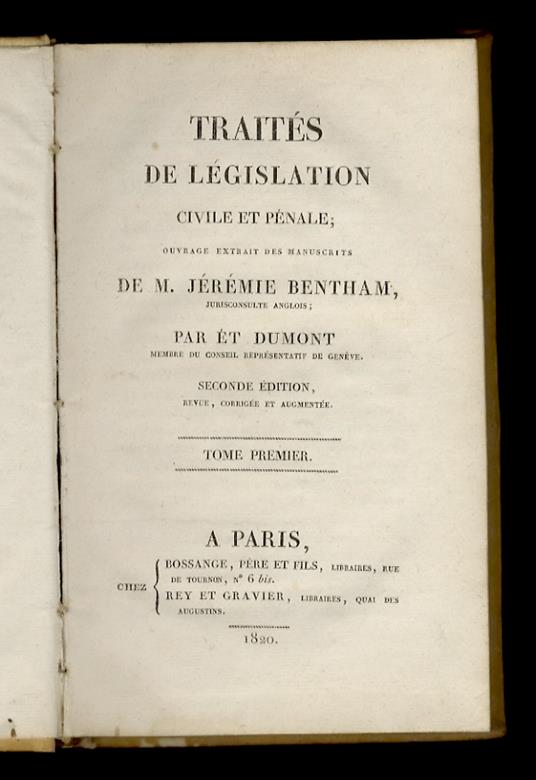 TRAITÉS
DE LÉGISLATION
CIVILE ET PÉNALE;
OUVRAGE EXTRAIT DES MANUSCRITS
DE M. JÉRÉMIE BENTHAM,
JURISCONSULTE ANGLOIS;
PAR ÉT DUMONT
MEMBRE DU CONSEIL REPRÉSENTATIF DE GENÈVE.
SECONDE ÉDITION,
REVUE, CORRIGÉE ET AUGMENTÉE.
TOME PREMIER.
A PARIS,
CHEZ
BOSSANGE, PÈRE ET FILS, LIBRAIRES, RUE
DE TOURNON, N° 6 bis.
REY ET GRAVIER, LIBRAIRES, QUAI DES
AUGUSTINS.
1820.